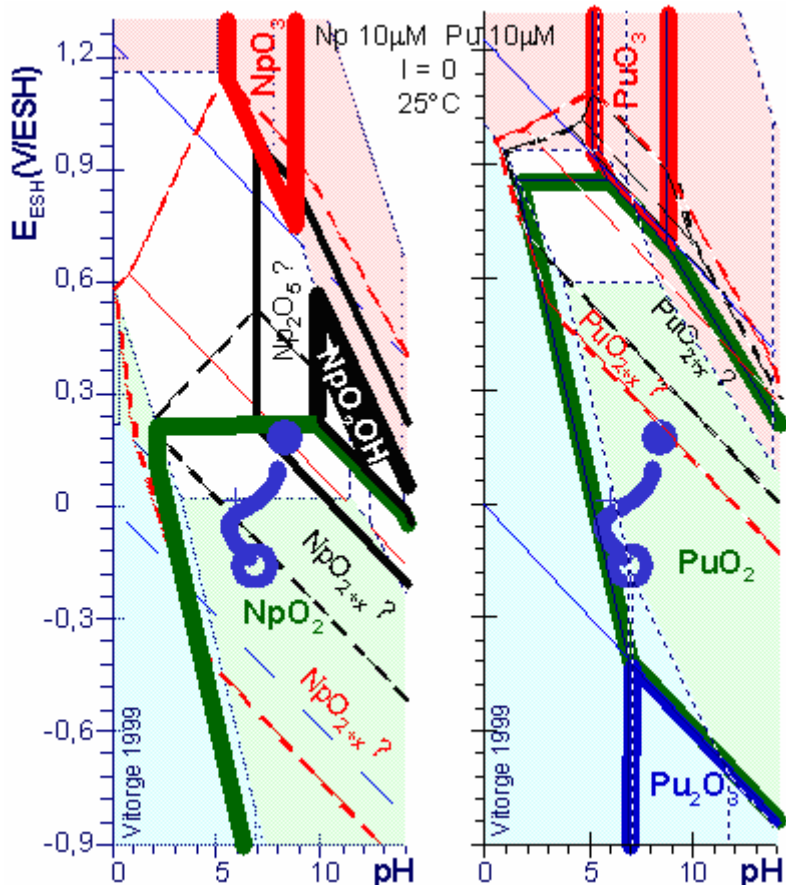 Np 10µM Pu 10µM
I = 0
25°C
E_ESH(V/ESH)
1,2
0,9
0,6
0,3
0
-0,3
-0,6
-0,9
NpO₃
Np₂O₅ ?
NpO₂OH
NpO₂₊ₓ ?
NpO₂
NpO₂₊ₓ ?
Vitorge 1999
0
5
10
pH
PuO₃
PuO₂₊ₓ ?
PuO₂₊ₓ ?
PuO₂
Pu₂O₃
Vitorge 1999
0
5
10
pH